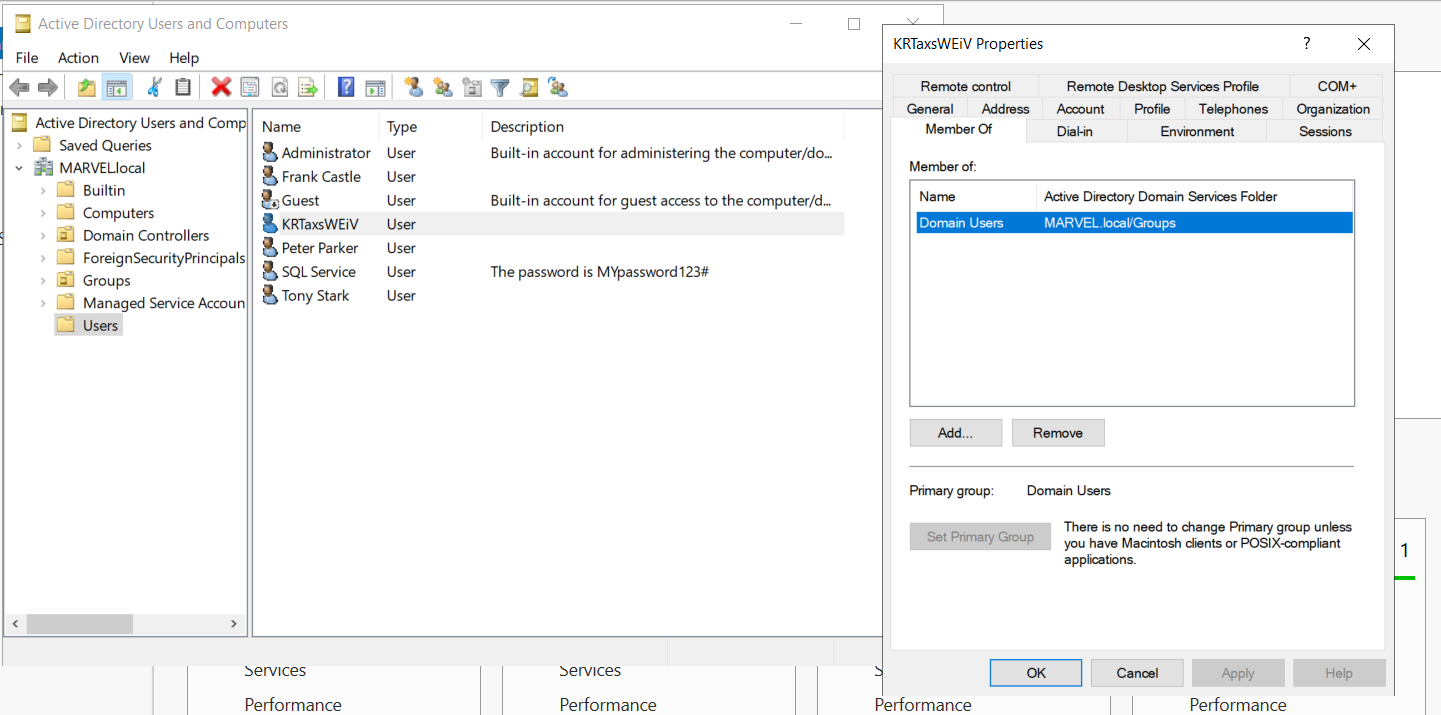 Active Directory Users and Computers
File Action View Help
Active Directory Users and Comp
Saved Queries
MARVEL.local
Builtin
Computers
Domain Controllers
ForeignSecurityPrincipals
Groups
Managed Service Accoun
Users
Name Type Description
Administrator User Built-in account for administering the computer/do...
Frank Castle User
Guest User Built-in account for guest access to the computer/d...
KRTaxsWEiV User
Peter Parker User
SQL Service User The password is MYpassword123#
Tony Stark User
KRTaxsWEiV Properties
Remote control Remote Desktop Services Profile COM+
General Address Account Profile Telephones Organization
Member Of Dial-in Environment Sessions
Member of:
Name Active Directory Domain Services Folder
Domain Users MARVEL.local/Groups
Add... Remove
Primary group: Domain Users
Set Primary Group
There is no need to change Primary group unless
you have Macintosh clients or POSIX-compliant
applications.
OK Cancel Apply Help
1
Services Services
Performance Performance Performance Performance